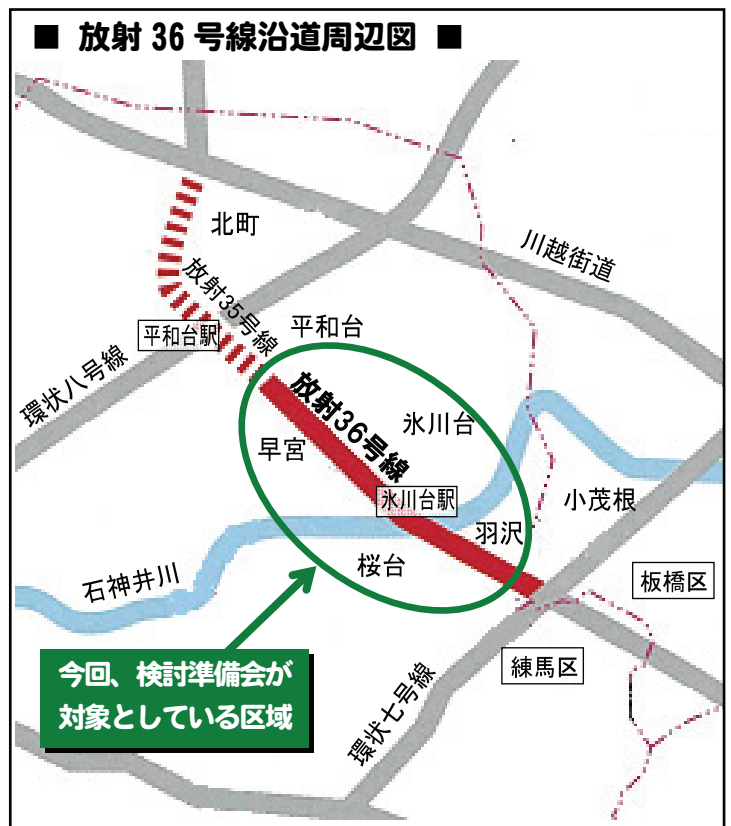 ■ 放射 36 号線沿道周辺図 ■
北町
川越街道
放射35号線
平和台駅
平和台
環状八号線
放射36号線
氷川台
早宮
氷川台駅
小茂根
羽沢
桜台
石神井川
板橋区
練馬区
今回、検討準備会が
対象としている区域
環状七号線